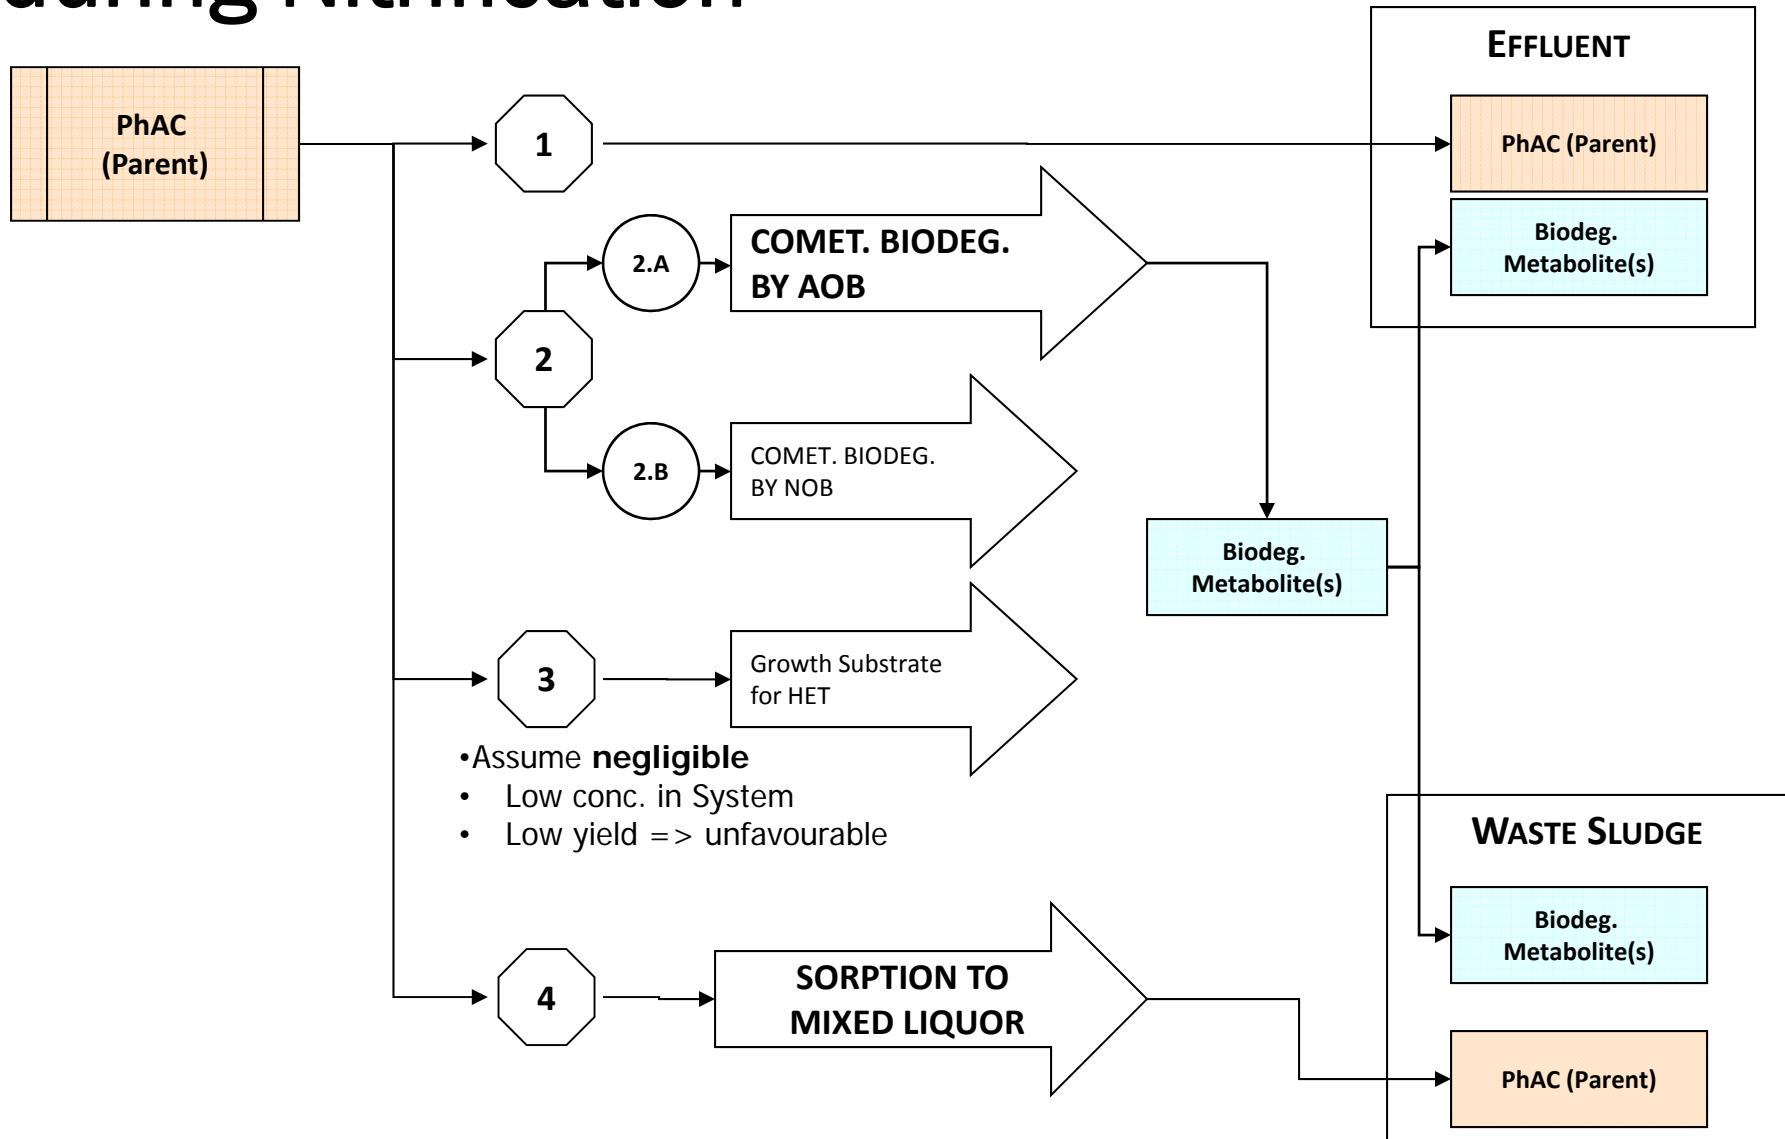 during Nitrification
EFFLUENT
PhAC
(Parent)
1
PhAC (Parent)
Biodeg.
Metabolite(s)
2.A
COMET. BIODEG.
BY AOB
2
2.B
COMET. BIODEG.
BY NOB
Biodeg.
Metabolite(s)
3
Growth Substrate
for HET
•Assume negligible
• Low conc. in System
• Low yield => unfavourable
WASTE SLUDGE
Biodeg.
Metabolite(s)
4
SORPTION TO
MIXED LIQUOR
PhAC (Parent)